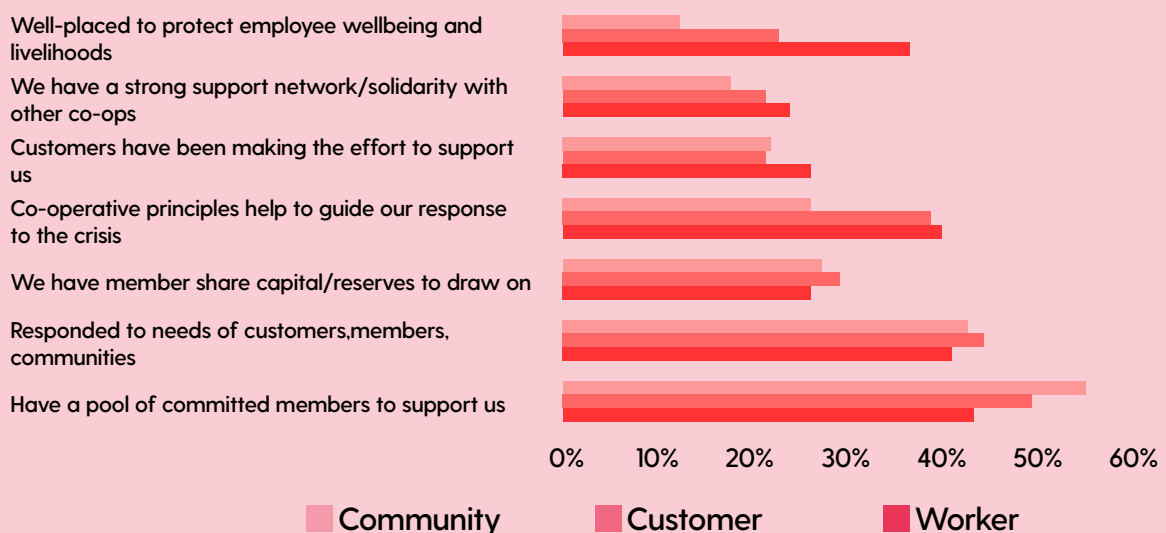 Well-placed to protect employee wellbeing and
livelihoods
We have a strong support network/solidarity with
other co-ops
Customers have been making the effort to support
us
Co-operative principles help to guide our response
to the crisis
We have member share capital/reserves to draw on
Responded to needs of customers,members,
communities
Have a pool of committed members to support us
0% 10% 20% 30% 40% 50% 60%
Community Customer Worker